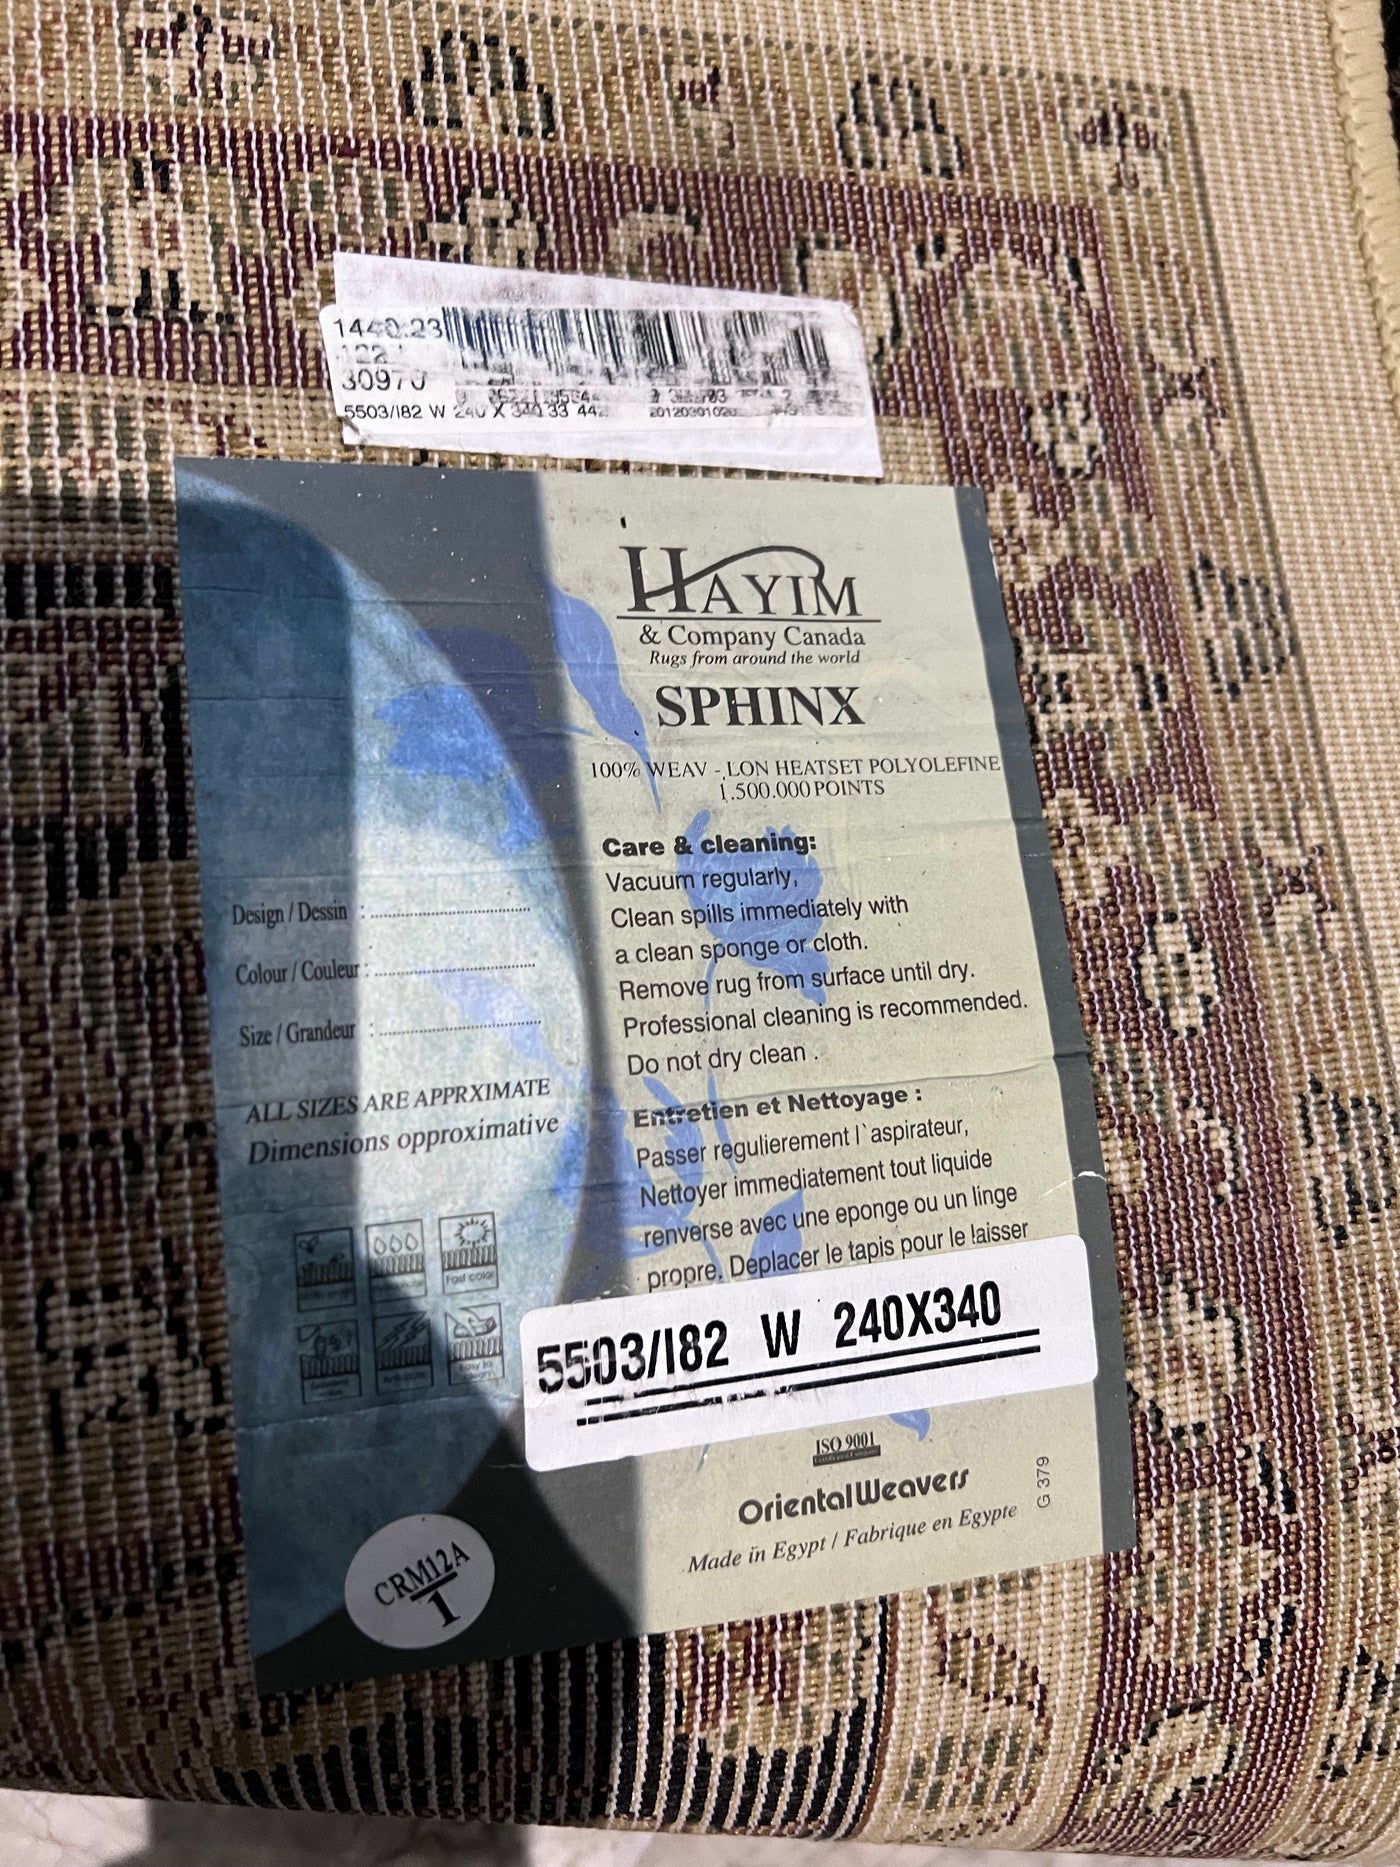 1440.23
30970
5503/I82 W 240 X 340 33 44
HAYIM
& Company Canada
Rugs from around the world
SPHINX
100% WEAV - LON HEATSET POLYOLEFINE
1.500.000 POINTS
Care & cleaning:
Vacuum regularly,
Clean spills immediately with
a clean sponge or cloth.
Remove rug from surface until dry.
Professional cleaning is recommended.
Do not dry clean .
Entretien et Nettoyage :
Passer regulierement l`aspirateur,
Nettoyer immediatement tout liquide
renverse avec une eponge ou un linge
propre. Deplacer le tapis pour le laisser
Design / Dessin :
Colour / Couleur :
Size / Grandeur :
ALL SIZES ARE APPRXIMATE
Dimensions opproximative
Fast color
5503/I82 W 240X340
ISO 9001
OrientalWeavers
Made in Egypt / Fabrique en Egypte
G 379
CRM12A
1